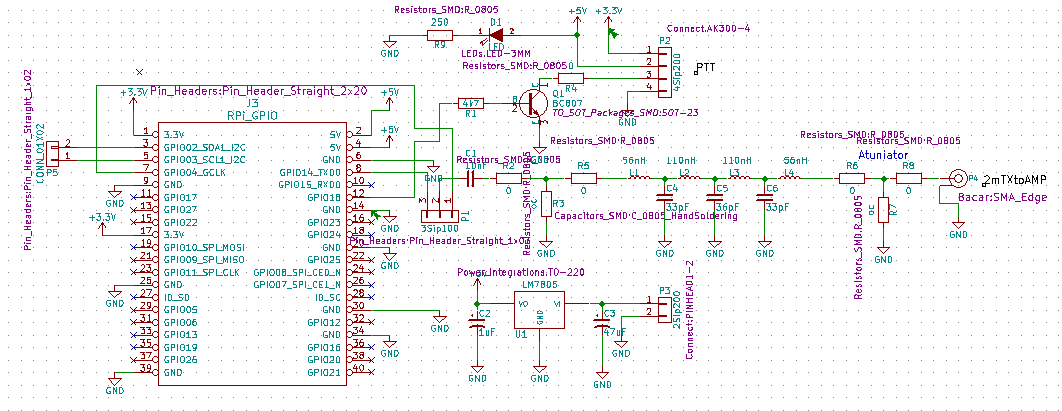 Resistors_SMD:R_0805
+5V
+3.3V
250
D1
Connect.AK300-4
R9
LED
P2
GND
LEDs:LED-3MM
1
2
3
4
4Sip200
PTT
Resistors_SMD:R_0805
0
R4
Pin_Headers:Pin_Header_Straight_2x20
+3.3V
J3
RPi_GPIO
+5V
+5V
4k7
R1
Q1
BC807
TO_SOT_Packages_SMD:SOT-23
GND
GND
Pin_Headers:Pin_Header_Straight_1x02
CONN_01X02
P5
2
1
1 3.3V 5V 2
3 GPIO02_SDA1_I2C 5V 4
5 GPIO03_SCL1_I2C GND 6
7 GPIO04_GCLK GPIO14_TXD0 8
9 GND GPIO15_RXD0 10
11 GPIO17 GPIO18 12
13 GPIO27 GND 14
15 GPIO22 GPIO23 16
17 3.3V GPIO24 18
19 GPIO10_SPI_MOSI GND 20
21 GPIO09_SPI_MISO GPIO25 22
23 GPIO11_SPI_CLK GPIO08_SPI_CE0_N 24
25 GND GPIO07_SPI_CE1_N 26
27 ID_SD ID_SC 28
29 GPIO05 GND 30
31 GPIO06 GPIO12 32
33 GPIO13 GND 34
35 GPIO19 GPIO16 36
37 GPIO26 GPIO20 38
39 GND GPIO21 40
GND
+3.3V
GND
GND
GND
GND
GND
GND
GND
3 2 1
P1
3Sip100
Pin_Headers:Pin_Header_Straight_1x03
C1
10nF
Resistors_SMD:R_0805
R2
0
Resistors_SMD:R_0805
R3
GND
Resistors_SMD:R_0805
R5
0
56nH
L1
110nH
L2
110nH
L3
56nH
L4
C4
33pF
C5
36pF
C6
33pF
Capacitors_SMD:C_0805_HandSoldering
GND
GND
GND
Resistors_SMD:R_0805
Resistors_SMD:R_0805
Atuniator
R6
0
R8
0
R7
Resistors_SMD:R_0805
GND
P4
2mTXtoAMP
Bacar:SMA_Edge
GND
Power_Integrations:TO-220
LM7805
VO
VI
GND
U1
C2
1uF
C3
47uF
GND
GND
GND
P3
1
2
2Sip200
GND
Connect:PINHEAD1-2